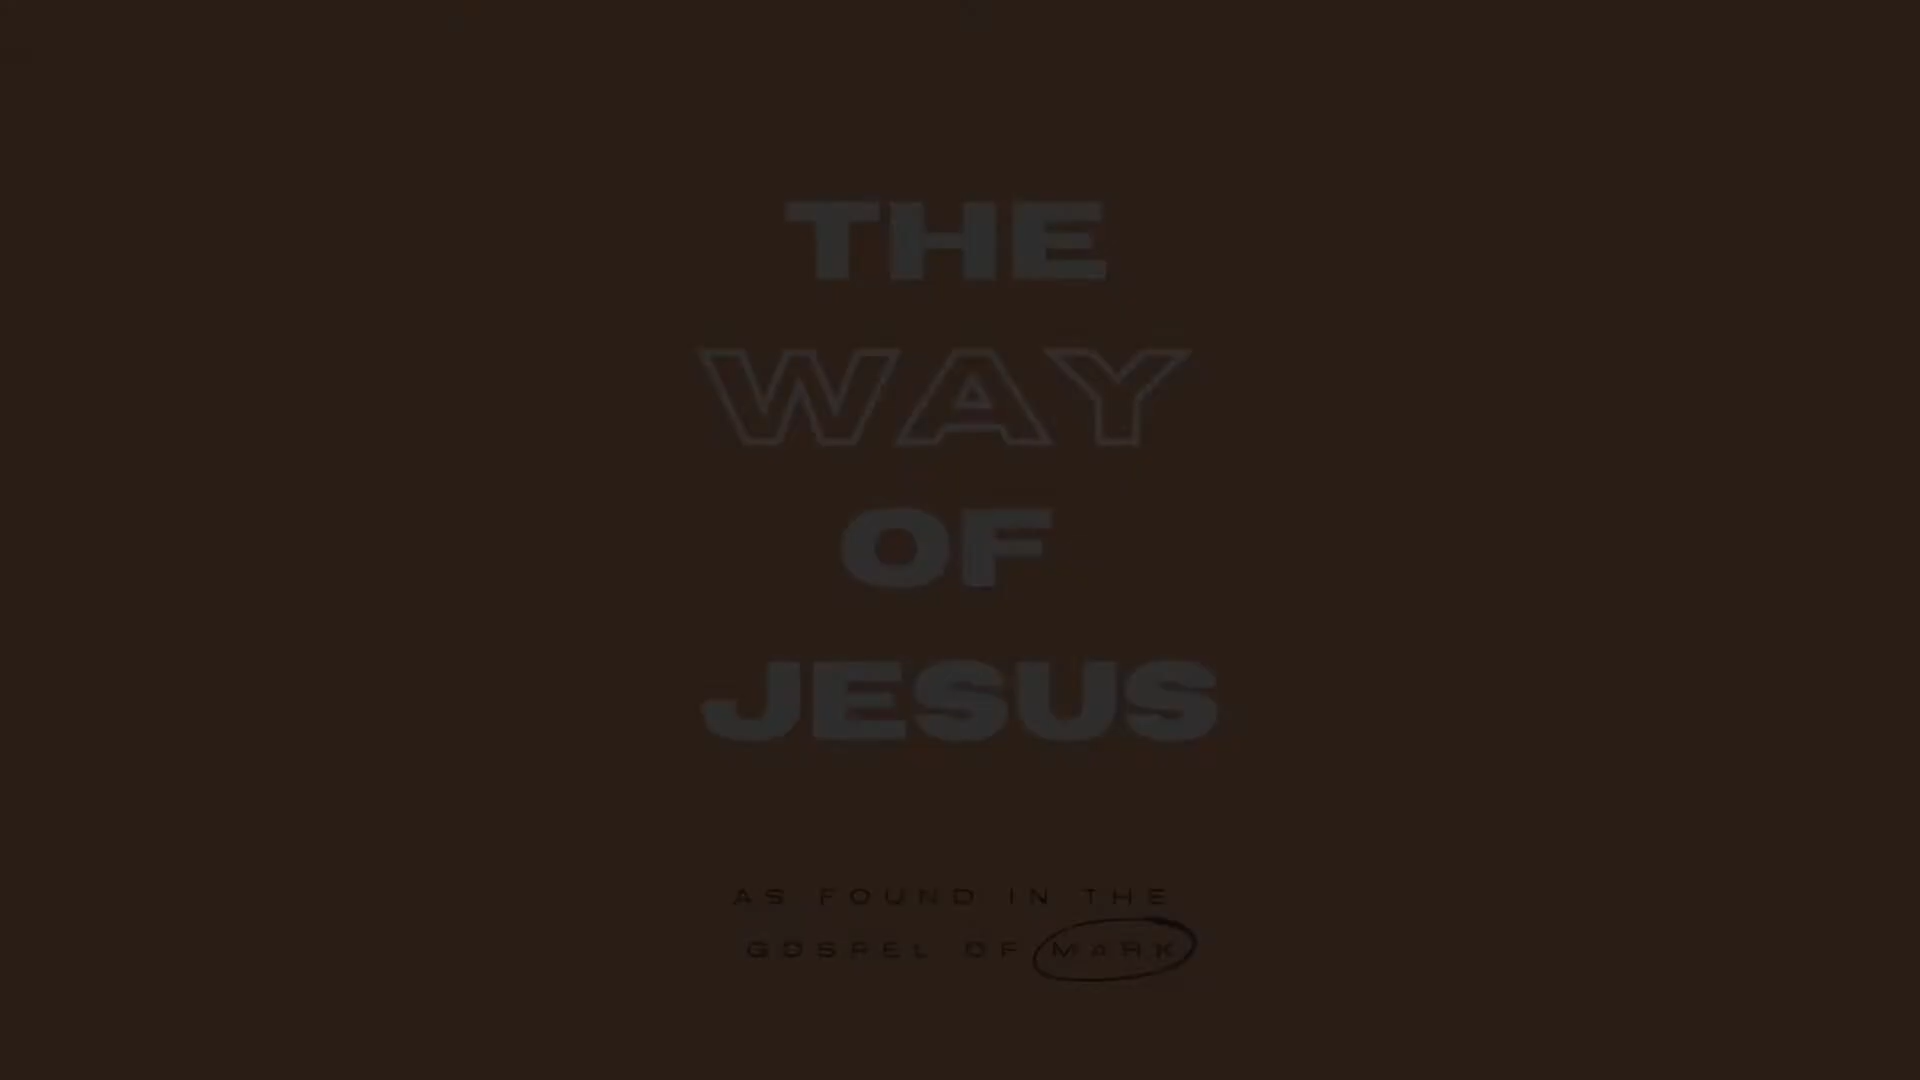 THE
WAY
OF
JESUS
AS FOUND IN THE
GOSPEL OF MARK